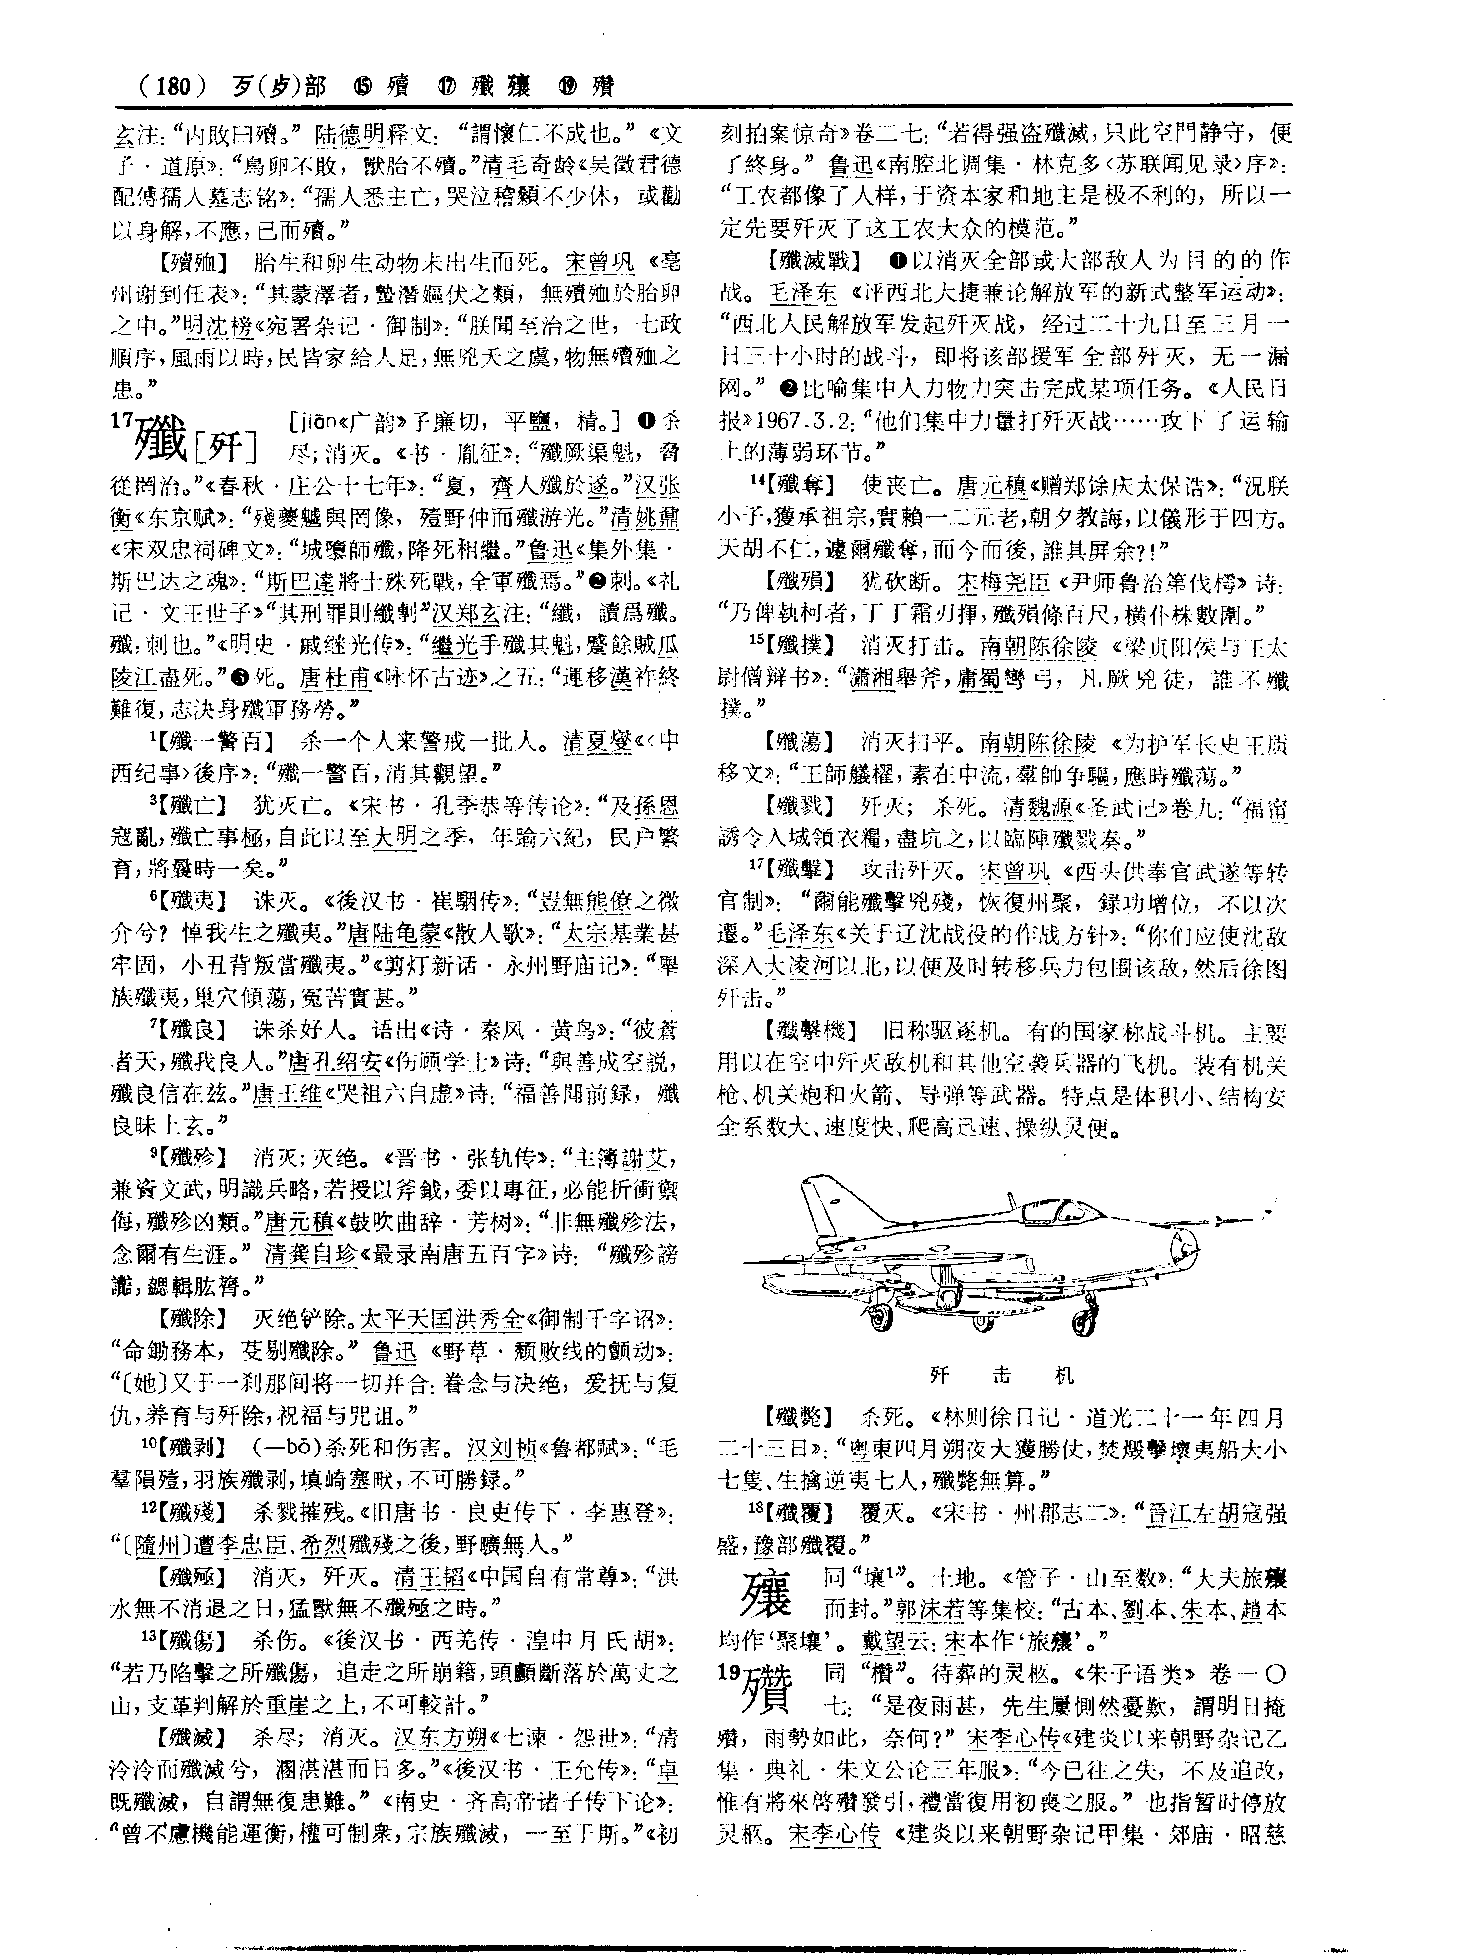 (180) 歹(歺)部 ⑮ 殰 ⑰ 殲 㱶 ⑲ 㱻
玄注：“内敗曰殰。”陆德明释文：“謂懷仁不成也。”《文
子·道原》：“鳥卵不敗，獸胎不殰。”清毛奇龄《吴徵君德
配傅孺人墓志铭》：“孺人悉主亡，哭泣稽顙不少休，或勸
以身解，不應，已而殰。”
【殰殈】 胎生和卵生动物未出生而死。宋曾巩《亳
州谢到任表》：“其蒙澤者，蟄潛嫗伏之類，無殰殈於胎卵
之中。”明沈榜《宛署杂记·御制》：“朕聞至治之世，七政
順序，風雨以時，民皆家給人足，無兇夭之虞，物無殰殈之
患。”
17殲［歼］ ［jiān《广韵》子廉切，平鹽，精。］❶杀
尽；消灭。《书·胤征》：“殲厥渠魁，脅
從罔治。”《春秋·庄公十七年》：“夏，齊人殲於遂。”汉张
衡《东京赋》：“殘夔魖與罔像，殪野仲而殲游光。”清姚鼐
《宋双忠祠碑文》：“城墮師殲，降死相繼。”鲁迅《集外集·
斯巴达之魂》：“斯巴達將士殊死戰，全軍殲焉。”❷刺。《礼
记·文王世子》“其刑罪則纖剸”汉郑玄注：“纖，讀爲殲。
殲，刺也。”《明史·戚继光传》：“繼光手殲其魁，蹙餘賊瓜
陵江盡死。”❸死。唐杜甫《咏怀古迹》之五：“運移漢祚終
難復，志決身殲軍務勞。”
1【殲一警百】 杀一个人来警戒一批人。清夏燮《〈中
西纪事〉後序》：“殲一警百，消其觀望。”
3【殲亡】 犹灭亡。《宋书·孔季恭等传论》：“及孫恩
寇亂，殲亡事極，自此以至大明之季，年踰六紀，民户繁
育，將曩時一矣。”
6【殲夷】 诛灭。《後汉书·崔駰传》：“豈無熊僚之微
介兮？悼我生之殲夷。”唐陆龟蒙《散人歌》：“太宗基業甚
牢固，小丑背叛當殲夷。”《剪灯新话·永州野庙记》：“舉
族殲夷，巢穴傾蕩，冤苦實甚。”
7【殲良】 诛杀好人。语出《诗·秦风·黄鸟》：“彼蒼
者天，殲我良人。”唐孔绍安《伤顾学士》诗：“與善成空説，
殲良信在玆。”唐王维《哭祖六自虚》诗：“福善聞前録，殲
良昧上玄。”
9【殲殄】 消灭；灭绝。《晋书·张轨传》：“主簿謝艾，
兼資文武，明識兵略，若授以斧鉞，委以專征，必能折衝禦
侮，殲殄凶類。”唐元稹《鼓吹曲辞·芳树》：“非無殲殄法，
念爾有生涯。”清龚自珍《最录南唐五百字》诗：“殲殄謗
讟，鰓輯肱膂。”
【殲除】 灭绝铲除。太平天国洪秀全《御制千字诏》：
“命鋤務本，芟剔殲除。”鲁迅《野草·颓败线的颤动》：
“〔她〕又于一刹那间将一切并合：眷念与决绝，爱抚与复
仇，养育与歼除，祝福与咒诅。”
10【殲剥】（—bō）杀死和伤害。汉刘桢《鲁都赋》：“毛
羣隕殪，羽族殲剥，填崎塞畎，不可勝録。”
12【殲殘】 杀戮摧残。《旧唐书·良吏传下·李惠登》：
“〔隨州〕遭李忠臣、希烈殲殘之後，野曠無人。”
【殲殛】 消灭，歼灭。清王韬《中国自有常尊》：“洪
水無不消退之日，猛獸無不殲殛之時。”
13【殲傷】 杀伤。《後汉书·西羌传·湟中月氏胡》：
“若乃陷擊之所殲傷，追走之所崩籍，頭顱斷落於萬丈之
山，支革判解於重崖之上，不可較計。”
【殲滅】 杀尽；消灭。汉东方朔《七谏·怨世》：“清
泠泠而殲滅兮，溷湛湛而日多。”《後汉书·王允传》：“卓
既殲滅，自謂無復患難。”《南史·齐高帝诸子传下论》：
“曾不慮機能運衡，權可制衆，宗族殲滅，一至于斯。”《初
刻拍案惊奇》卷二七：“若得强盗殲滅，只此空門静守，便
了終身。”鲁迅《南腔北调集·林克多〈苏联闻见录〉序》：
“工农都像了人样，于资本家和地主是极不利的，所以一
定先要歼灭了这工农大众的模范。”
【殲滅戰】 ❶以消灭全部或大部敌人为目的的作
战。毛泽东《评西北大捷兼论解放军的新式整军运动》：
“西北人民解放军发起歼灭战，经过二十九日至三月一
日三十小时的战斗，即将该部援军全部歼灭，无一漏
网。”❷比喻集中人力物力突击完成某项任务。《人民日
报》1967.3.2：“他们集中力量打歼灭战……攻下了运输
上的薄弱环节。”
14【殲奪】 使丧亡。唐元稹《赠郑馀庆太保诰》：“況朕
小子，獲承祖宗，實賴一二元老，朝夕教誨，以儀形于四方。
天胡不仁，遽爾殲奪，而今而後，誰其屏余？！”
【殲殞】 犹砍断。宋梅尧臣《尹师鲁治第伐樗》诗：
“乃俾執柯者，丁丁霜刃揮，殲殞條百尺，横仆株數圍。”
15【殲撲】 消灭打击。南朝陈徐陵《梁贞阳侯与王太
尉僧辩书》：“瀟湘舉斧，庸蜀彎弓，凡厥兇徒，誰不殲
撲。”
【殲蕩】 消灭扫平。南朝陈徐陵《为护军长史王质
移文》：“王師艤櫂，素在中流，羣帥争驅，應時殲蕩。”
【殲戮】 歼灭；杀死。清魏源《圣武记》卷九：“福甯
誘令入城領衣糧，盡坑之，以臨陣殲戮奏。”
17【殲擊】 攻击歼灭。宋曾巩《西头供奉官武遂等转
官制》：“爾能殲擊兇殘，恢復州聚，録功增位，不以次
遷。”毛泽东《关于辽沈战役的作战方针》：“你们应使沈敌
深入大凌河以北，以便及时转移兵力包围该敌，然后徐图
歼击。”
【殲擊機】 旧称驱逐机。有的国家称战斗机。主要
用以在空中歼灭敌机和其他空袭兵器的飞机。装有机关
枪、机关炮和火箭、导弹等武器。特点是体积小、结构安
全系数大、速度快、爬高迅速、操纵灵便。
歼击机
【殲斃】 杀死。《林则徐日记·道光二十一年四月
二十三日》：“粤東四月朔夜大獲勝仗，焚燬擊壞夷船大小
七隻、生擒逆夷七人，殲斃無算。”
18【殲覆】 覆灭。《宋书·州郡志二》：“晋江左胡寇强
盛，豫部殲覆。”
㱶 同“壤1”。土地。《管子·山至数》：“大夫旅㱶
而封。”郭沫若等集校：“古本、劉本、朱本、趙本
均作‘聚壤’。戴望云：宋本作‘旅㱶’。”
19㱻 同“欑”。待葬的灵柩。《朱子语类》卷一〇
七：“是夜雨甚，先生屢惻然憂歎，謂明日掩
㱻，雨勢如此，奈何？”宋李心传《建炎以来朝野杂记乙
集·典礼·朱文公论三年服》：“今已往之失，不及追改，
惟有將來啓㱻發引，禮當復用初喪之服。”也指暂时停放
灵柩。宋李心传《建炎以来朝野杂记甲集·郊庙·昭慈